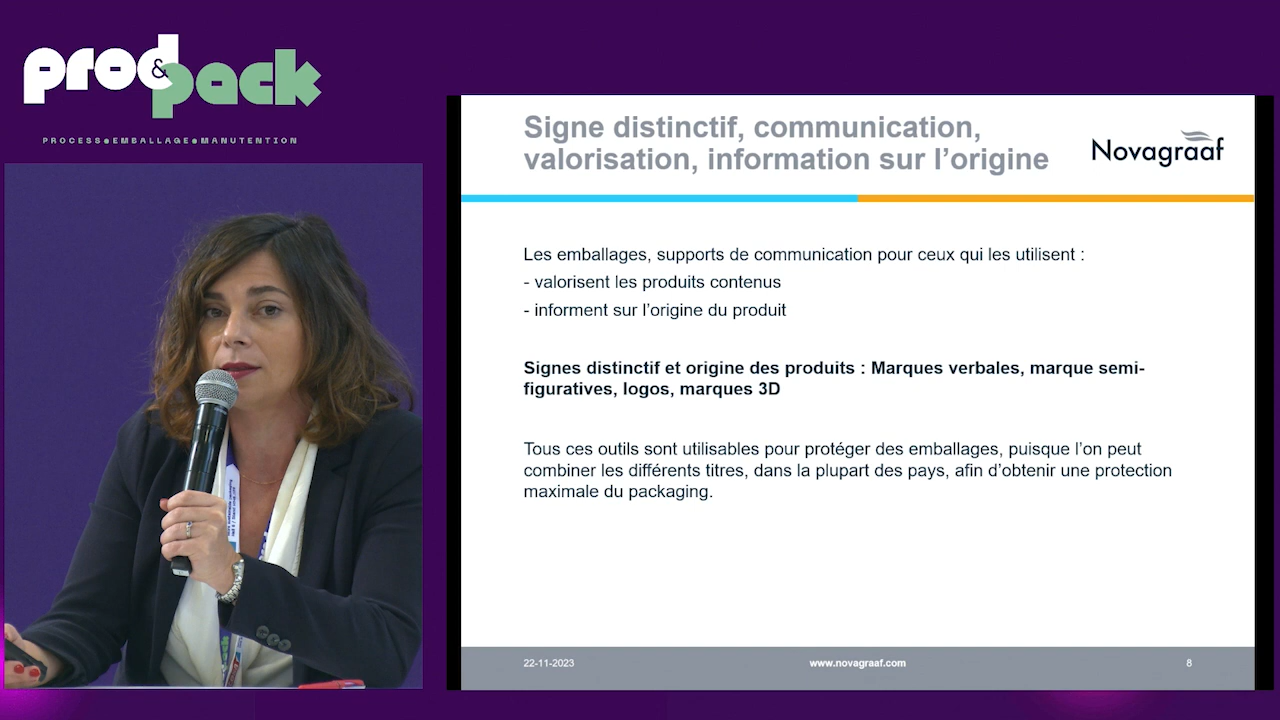 prod&pack
PROCESS●EMBALLAGE●MANUTENTION
Signe distinctif, communication,
valorisation, information sur l’origine
Novagraaf
Les emballages, supports de communication pour ceux qui les utilisent :
- valorisent les produits contenus
- informent sur l’origine du produit
Signes distinctif et origine des produits : Marques verbales, marque semi-
figuratives, logos, marques 3D
Tous ces outils sont utilisables pour protéger des emballages, puisque l’on peut
combiner les différents titres, dans la plupart des pays, afin d’obtenir une protection
maximale du packaging.
22-11-2023
www.novagraaf.com
8